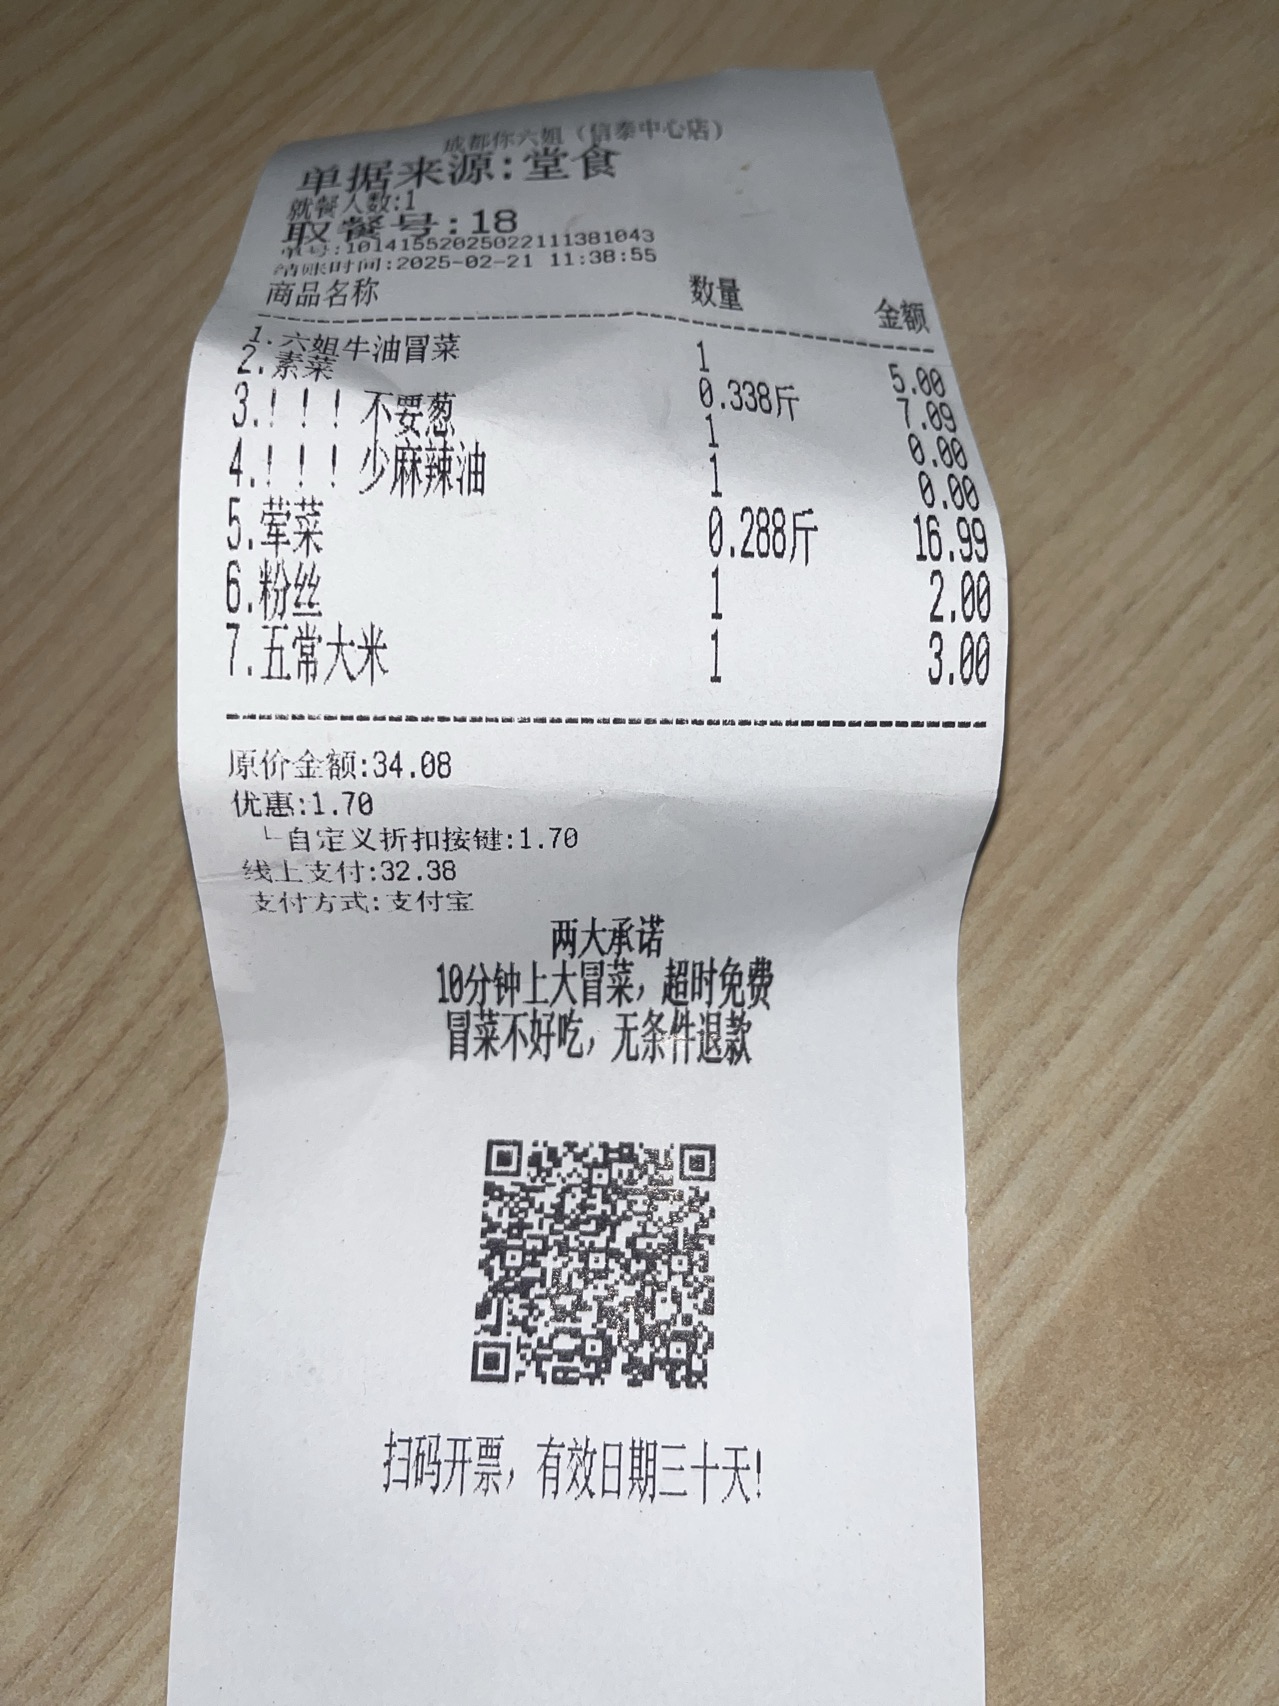 成都你六姐（信泰中心店）
单据来源:堂食
就餐人数:1
取餐号:18
单号:101415520250221113810​43
结账时间:2025-02-21 11:38:55
商品名称 数量 金额
1.六姐牛油冒菜 1 5.00
2.素菜 0.338斤 7.09
3.!!!不要葱 1 0.00
4.!!!少麻辣油 1 0.00
5.荤菜 0.288斤 16.99
6.粉丝 1 2.00
7.五常大米 1 3.00
原价金额:34.08
优惠:1.70
└自定义折扣按键:1.70
线上支付:32.38
支付方式:支付宝
两大承诺
10分钟上大冒菜，超时免费
冒菜不好吃，无条件退款
扫码开票，有效日期三十天!